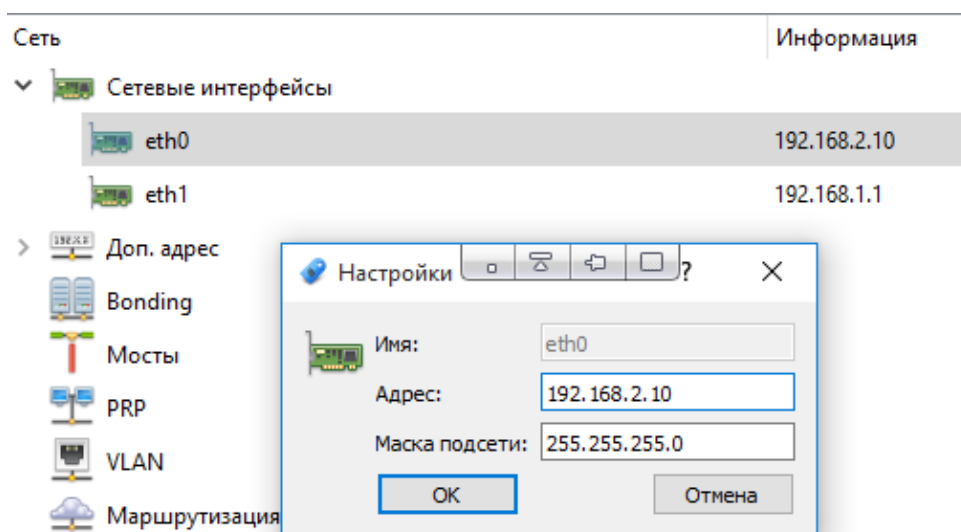 Сеть Информация
Сетевые интерфейсы
eth0 192.168.2.10
eth1 192.168.1.1
Доп. адрес
Bonding
Мосты
PRP
VLAN
Маршрутизация
Настройки ?
Имя: eth0
Адрес: 192.168.2.10
Маска подсети: 255.255.255.0
OK Отмена